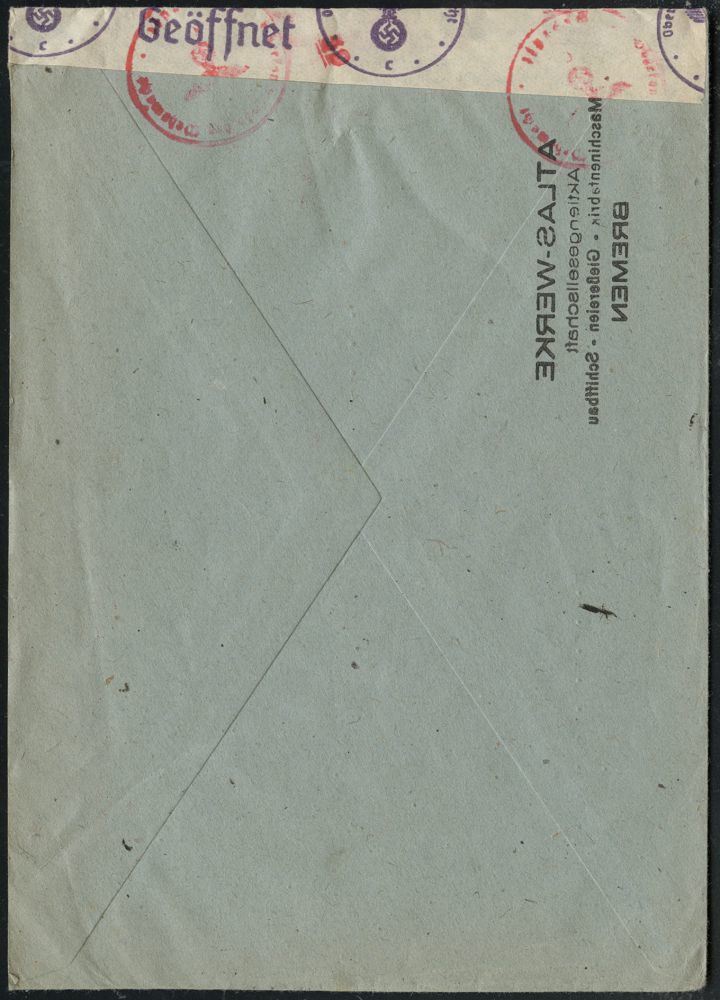 Geöffnet
c
c
ATLAS-WERKE
Aktiengesellschaft
Maschinenfabrik • Gießereien • Schiffbau
BREMEN